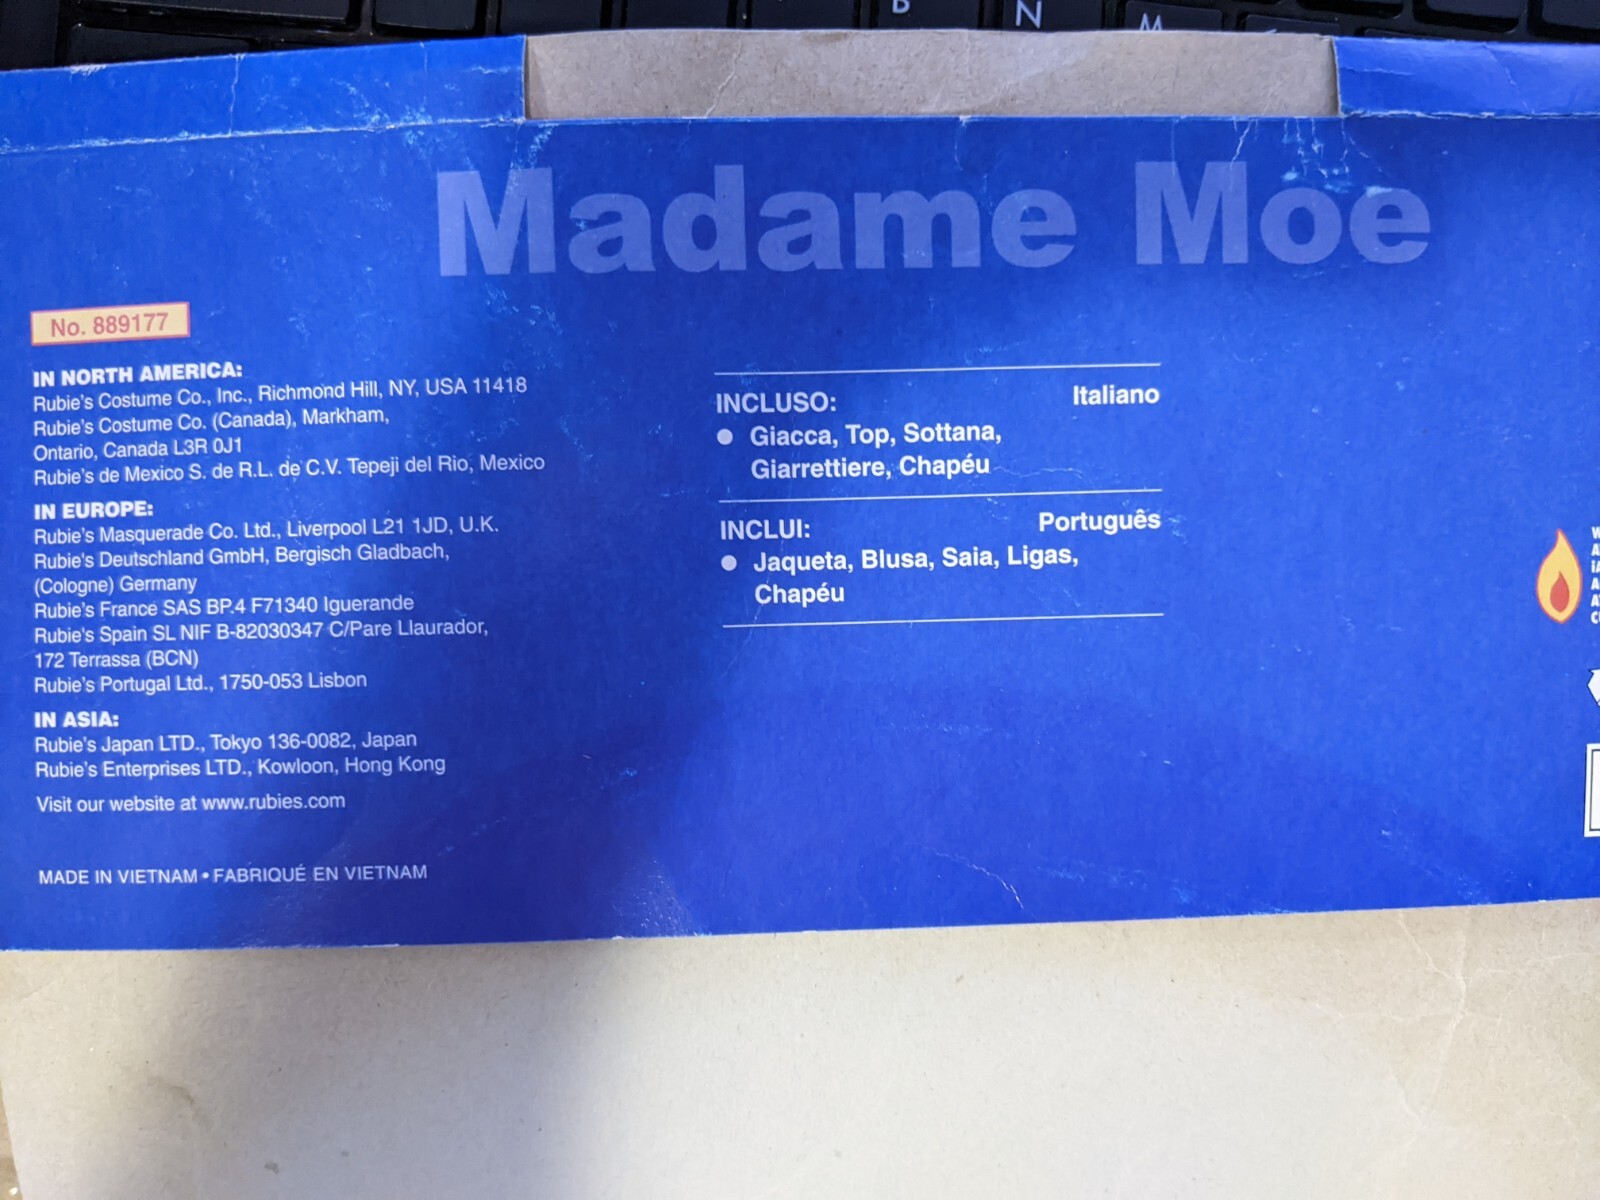 B N M
Madame Moe
No. 889177
IN NORTH AMERICA:
Rubie's Costume Co., Inc., Richmond Hill, NY, USA 11418
Rubie's Costume Co. (Canada), Markham,
Ontario, Canada L3R 0J1
Rubie's de Mexico S. de R.L. de C.V. Tepeji del Rio, Mexico
IN EUROPE:
Rubie's Masquerade Co. Ltd., Liverpool L21 1JD, U.K.
Rubie's Deutschland GmbH, Bergisch Gladbach,
(Cologne) Germany
Rubie's France SAS BP.4 F71340 Iguerande
Rubie's Spain SL NIF B-82030347 C/Pare Llaurador,
172 Terrassa (BCN)
Rubie's Portugal Ltd., 1750-053 Lisbon
IN ASIA:
Rubie's Japan LTD., Tokyo 136-0082, Japan
Rubie's Enterprises LTD., Kowloon, Hong Kong
Visit our website at www.rubies.com
MADE IN VIETNAM • FABRIQUÉ EN VIETNAM
INCLUSO: Italiano
● Giacca, Top, Sottana,
Giarrettiere, Chapéu
INCLUI: Português
● Jaqueta, Blusa, Saia, Ligas,
Chapéu